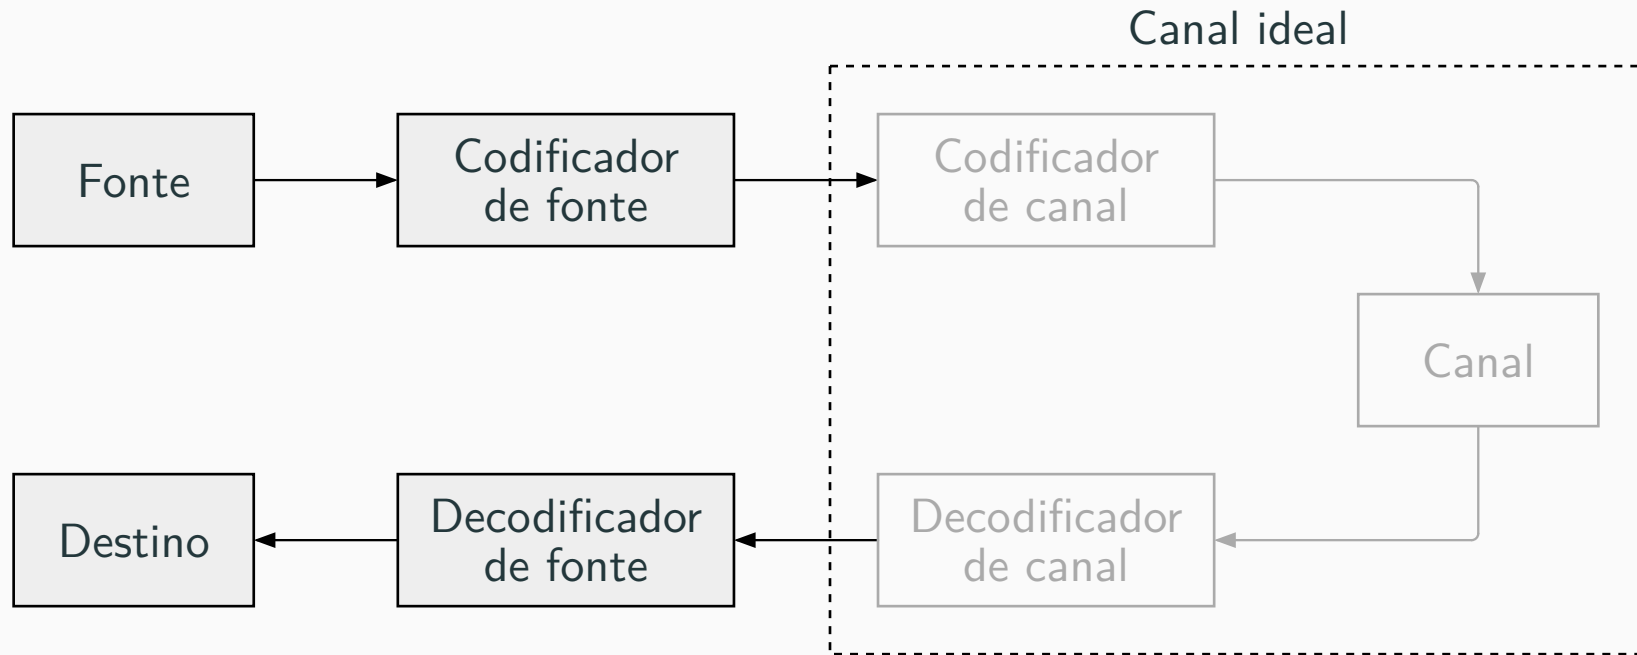 Canal ideal
Fonte
Codificador
de fonte
Codificador
de canal
Canal
Decodificador
de canal
Decodificador
de fonte
Destino